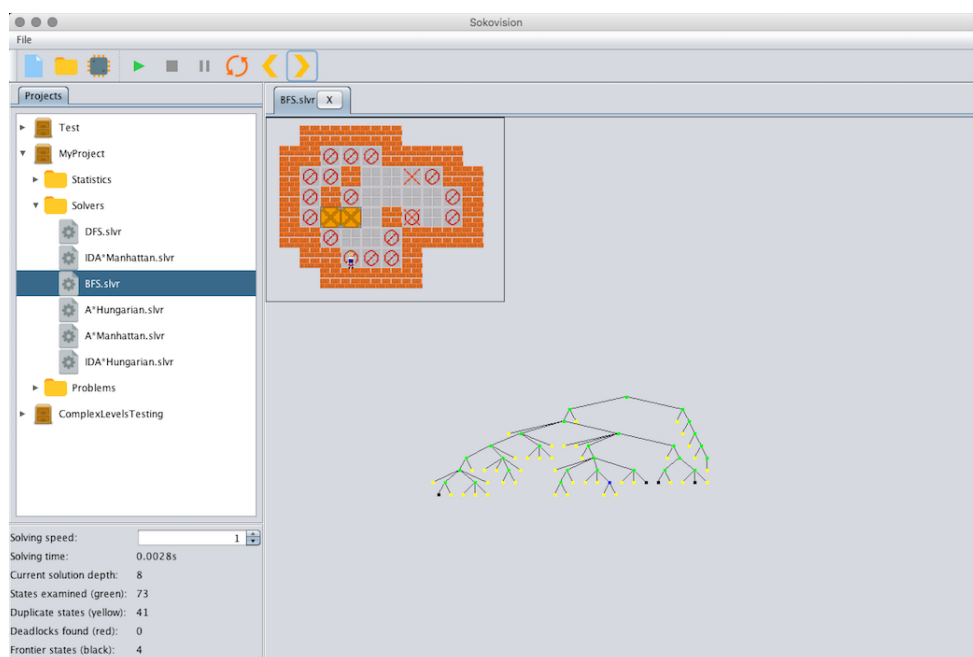 Sokovision
File
Projects
Test
MyProject
Statistics
Solvers
DFS.slvr
IDA*Manhattan.slvr
BFS.slvr
A*Hungarian.slvr
A*Manhattan.slvr
IDA*Hungarian.slvr
Problems
ComplexLevelsTesting
BFS.slvr X
Solving speed: 1
Solving time: 0.0028s
Current solution depth: 8
States examined (green): 73
Duplicate states (yellow): 41
Deadlocks found (red): 0
Frontier states (black): 4